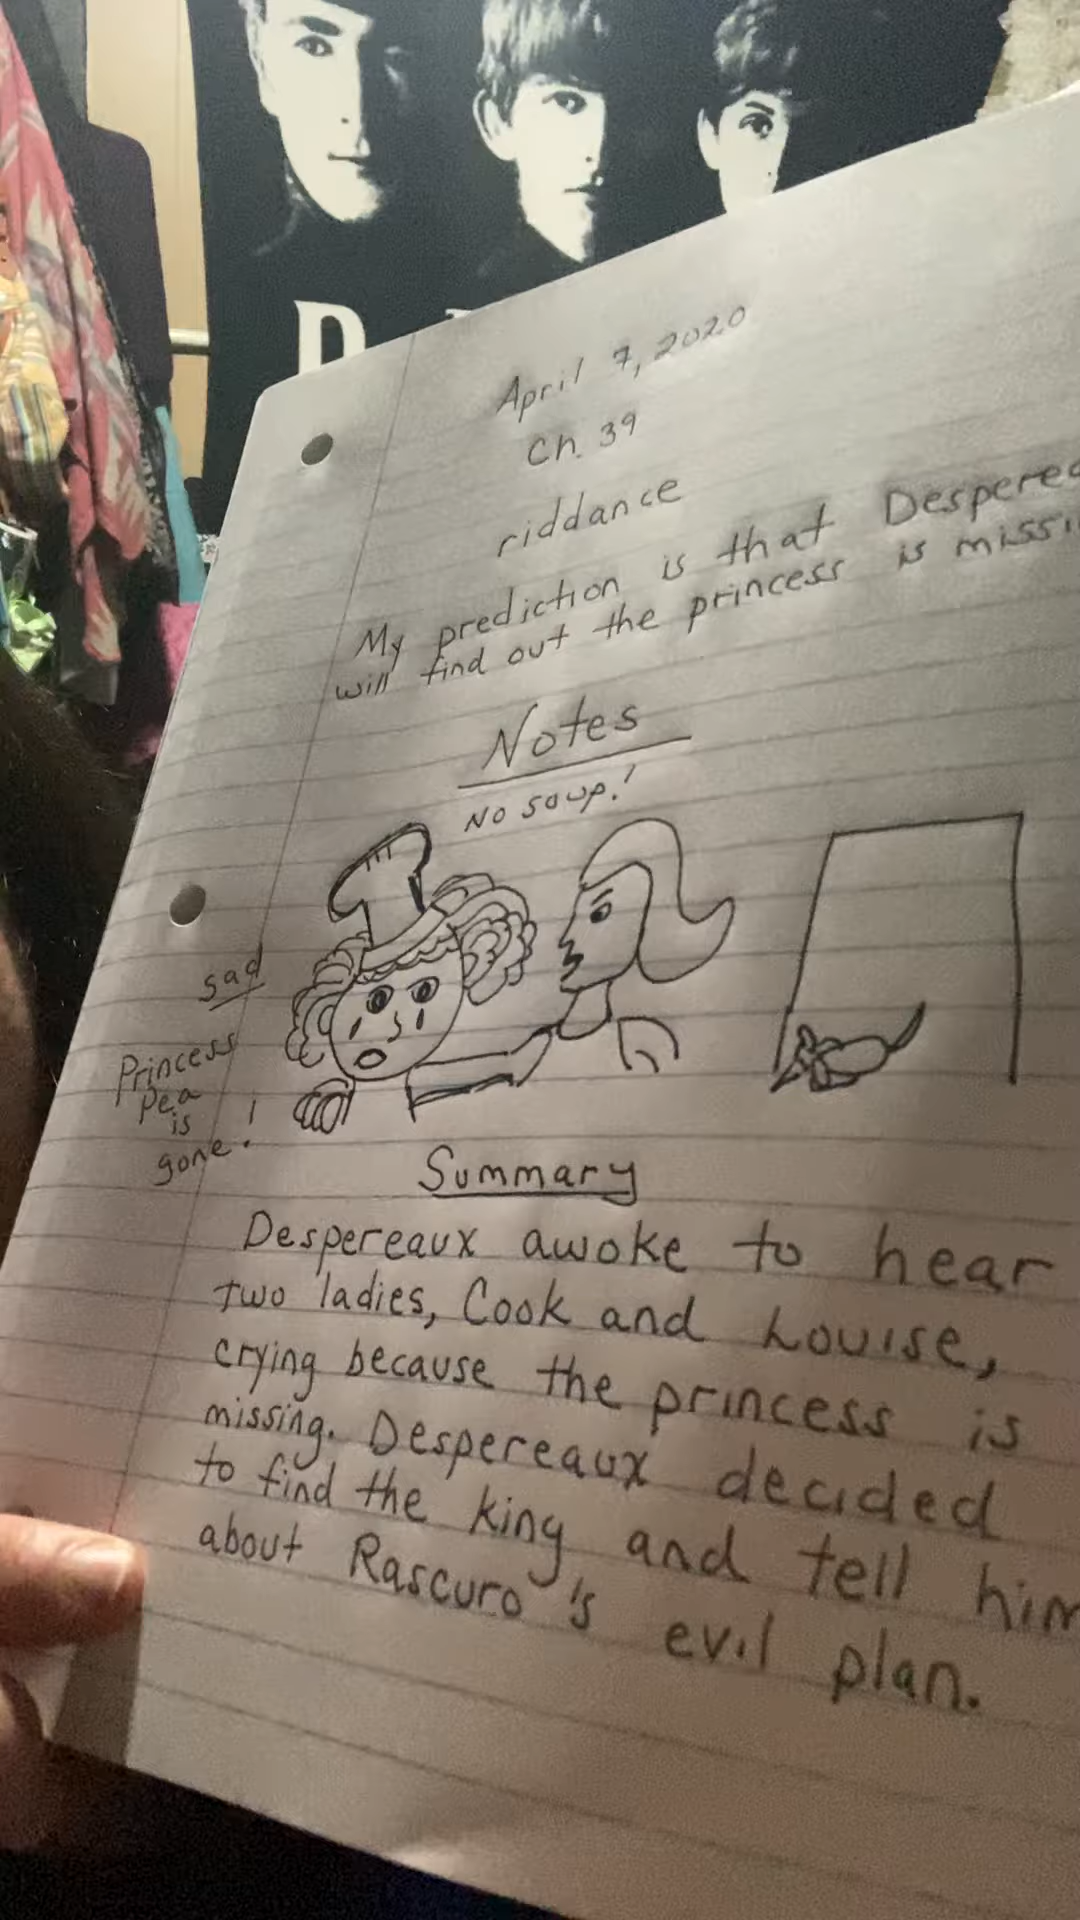 April 7, 2020
Ch. 39
riddance
My prediction is that Desperea
will find out the princess is missi
Notes
No soup!
sad
Princess
Pea
is
gone!
Summary
Despereaux awoke to hear
two ladies, Cook and Louise,
crying because the princess is
missing. Despereaux decided
to find the king and tell him
about Rascuro's evil plan.